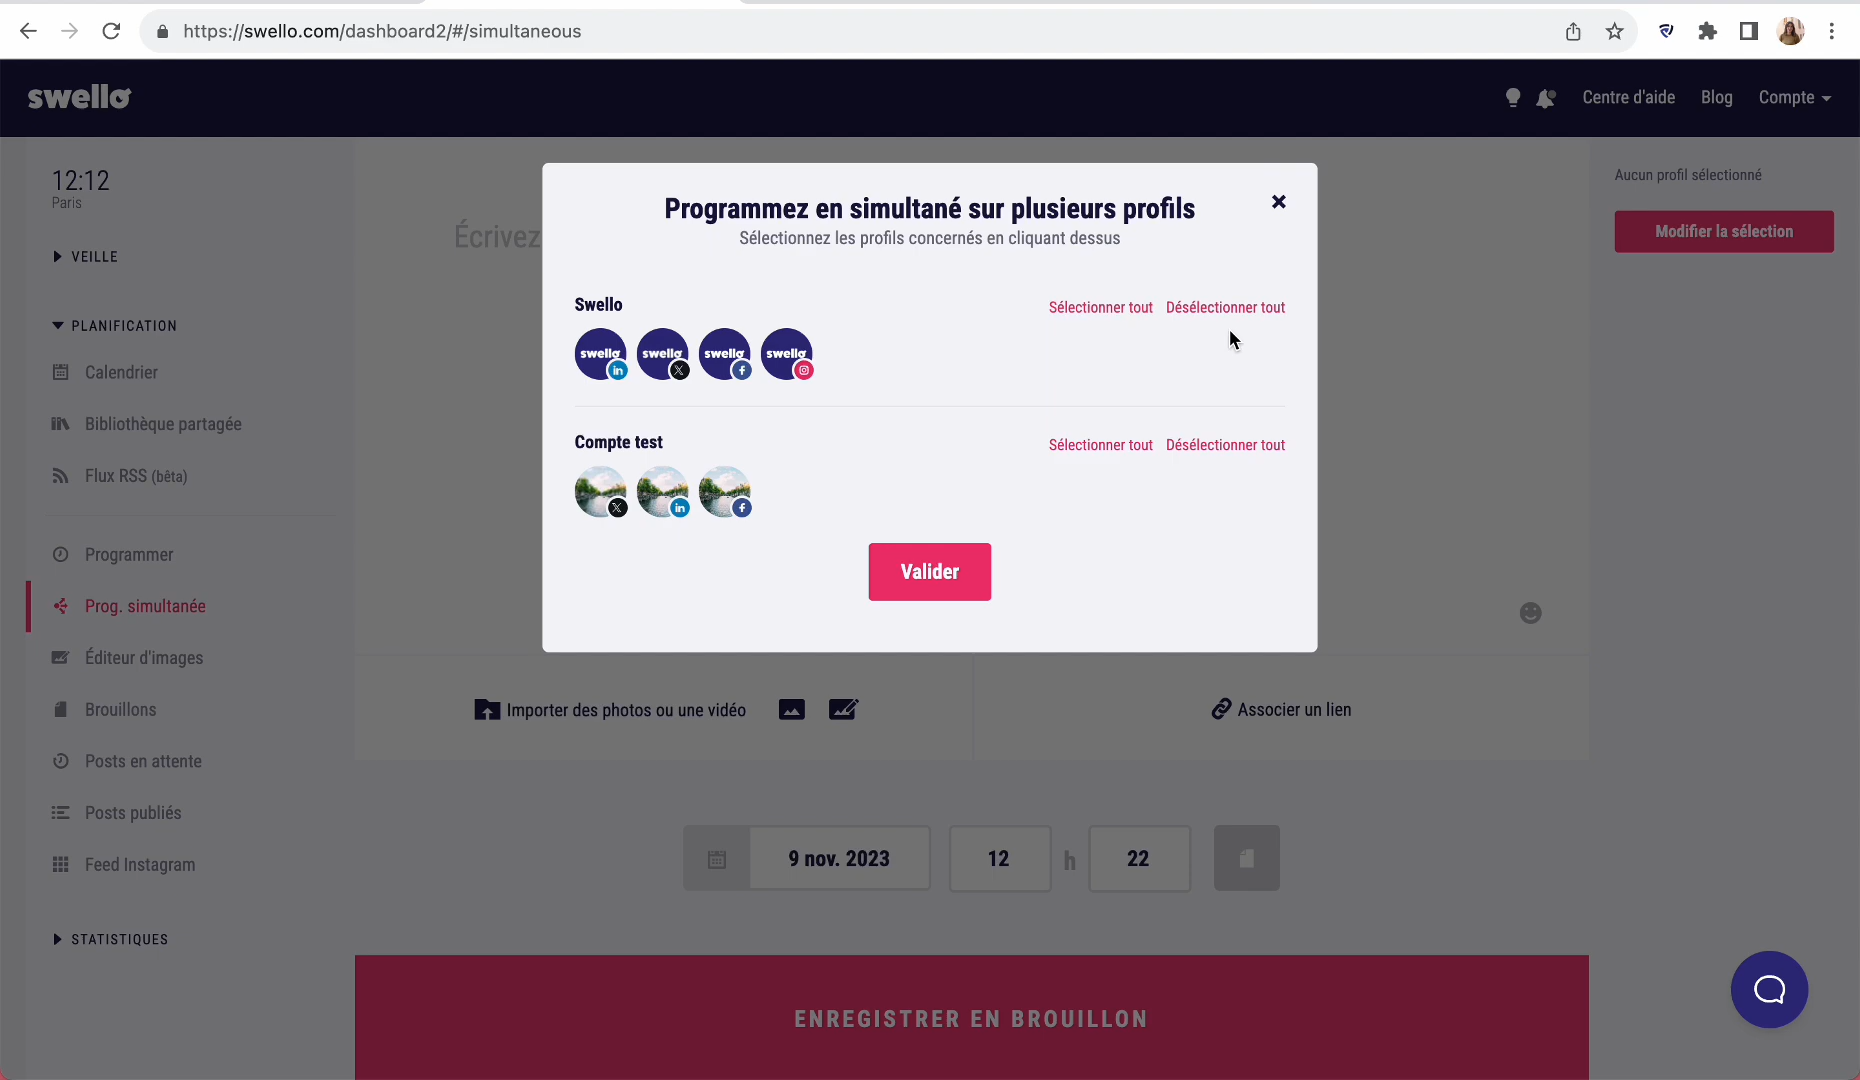 https://swello.com/dashboard2/#/simultaneous
swello
Centre d'aide
Blog
Compte
12:12
Paris
VEILLE
PLANIFICATION
Calendrier
Bibliothèque partagée
Flux RSS (bêta)
Programmer
Prog. simultanée
Éditeur d'images
Brouillons
Posts en attente
Posts publiés
Feed Instagram
STATISTIQUES
Écrivez
Programmez en simultané sur plusieurs profils
Sélectionnez les profils concernés en cliquant dessus
Swello
Sélectionner tout
Désélectionner tout
swello
swello
swello
swello
Compte test
Sélectionner tout
Désélectionner tout
Valider
Importer des photos ou une vidéo
Associer un lien
9 nov. 2023
12
h
22
ENREGISTRER EN BROUILLON
Aucun profil sélectionné
Modifier la sélection